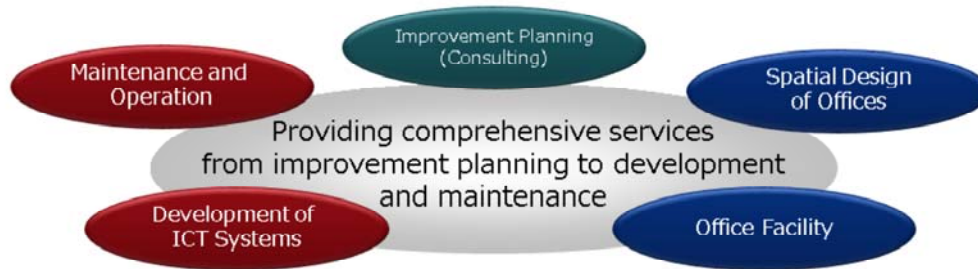 Improvement Planning
(Consulting)
Maintenance and
Operation
Spatial Design
of Offices
Providing comprehensive services
from improvement planning to development
and maintenance
Development of
ICT Systems
Office Facility